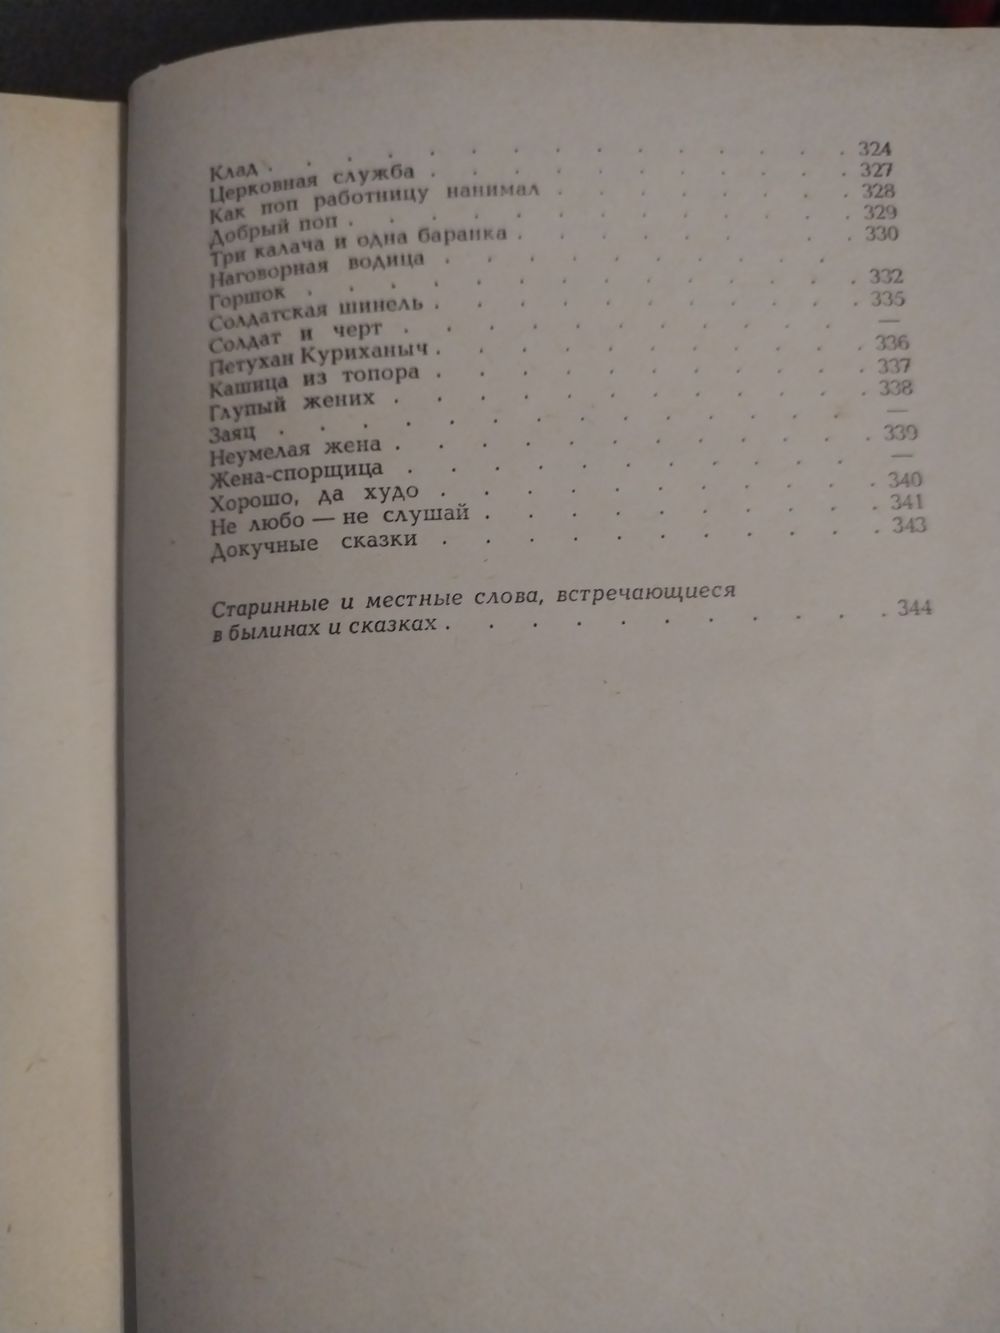 Клад . . . . . . . . . . . . . . 324
Церковная служба . . . . . . . . . . 327
Как поп работницу нанимал . . . . . . . 328
Добрый поп . . . . . . . . . . . . 329
Три калача и одна баранка . . . . . . . 330
Наговорная водица . . . . . . . . . .
Горшок . . . . . . . . . . . . . 332
Солдатская шинель . . . . . . . . . . 335
Солдат и черт . . . . . . . . . . . —
Петухан Куриханыч . . . . . . . . . . 336
Кашица из топора . . . . . . . . . . 337
Глупый жених . . . . . . . . . . . 338
Заяц . . . . . . . . . . . . . . —
Неумелая жена . . . . . . . . . . . 339
Жена-спорщица . . . . . . . . . . . —
Хорошо, да худо . . . . . . . . . . 340
Не любо — не слушай . . . . . . . . . 341
Докучные сказки . . . . . . . . . . 343
Старинные и местные слова, встречающиеся
в былинах и сказках . . . . . . . . . . 344